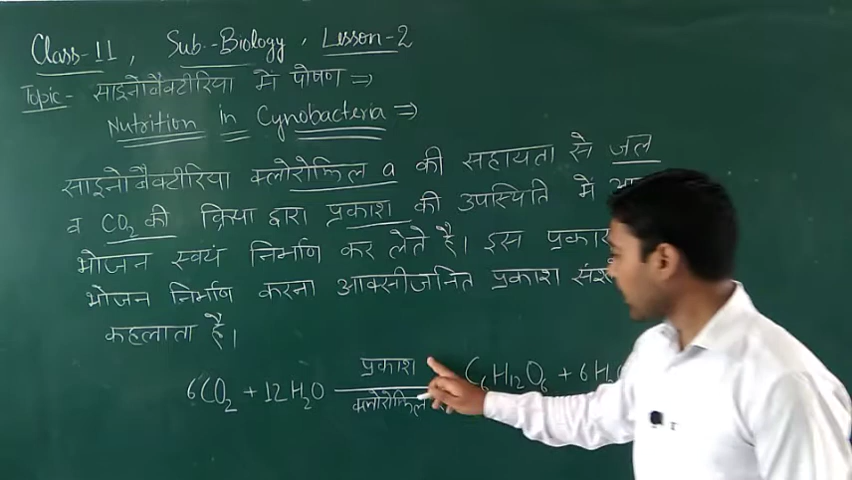 Class-11, Sub.-Biology, Lesson-2
Topic- साइनोबैक्टीरिया में पोषण ⇒
Nutrition in Cynobacteria ⇒
साइनोबैक्टीरिया क्लोरोफिल a की सहायता से जल
व CO₂ की क्रिया द्वारा प्रकाश की उपस्थिति में
भोजन स्वयं निर्माण कर लेते है। इस प्रकार
भोजन निर्माण करना आक्सीजनित प्रकाश
कहलाता है।
6CO₂ + 12H₂O प्रकाश C₆H₁₂O₆ + 6H₂
क्लोरोफिल